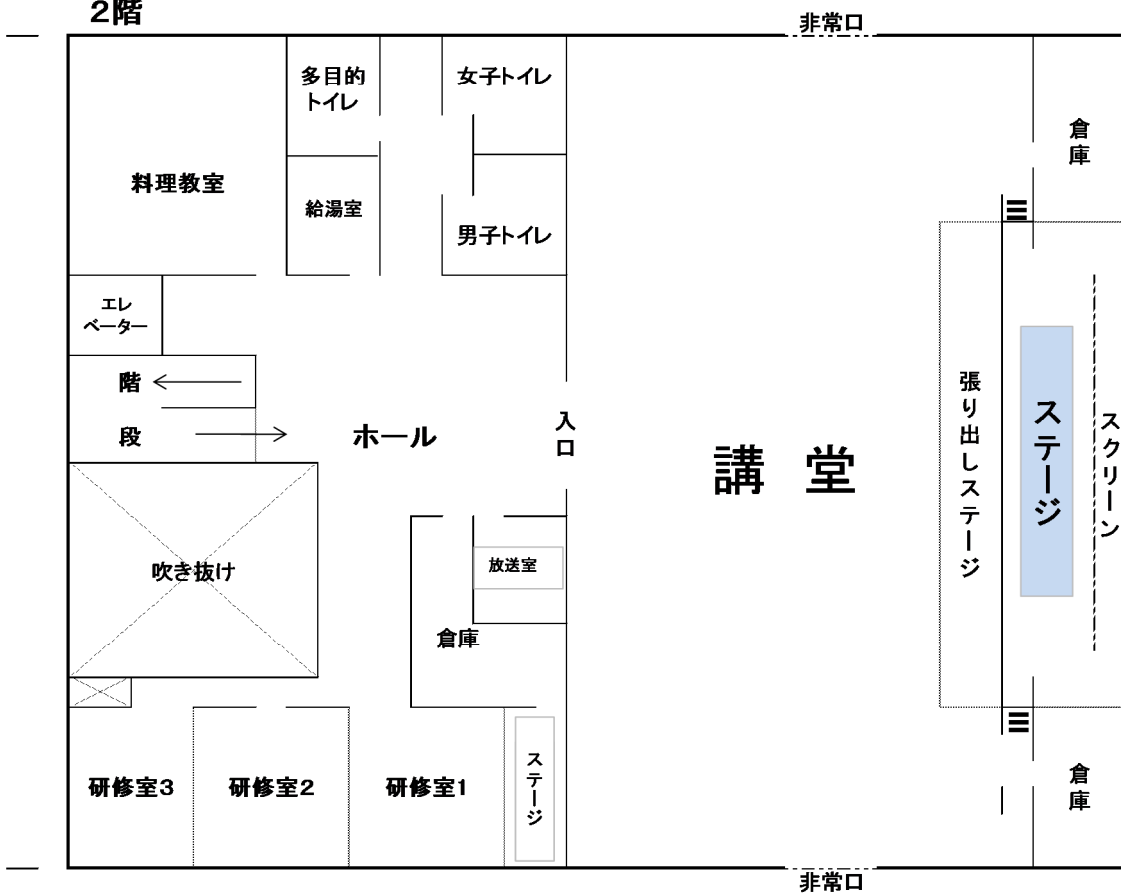 2階
非常口
多目的
トイレ
女子トイレ
倉庫
料理教室
給湯室
男子トイレ
エレ
ベーター
階
段
ホール
入口
講 堂
張り出しステージ
ステージ
スクリーン
吹き抜け
放送室
倉庫
研修室3
研修室2
研修室1
ステージ
倉庫
非常口